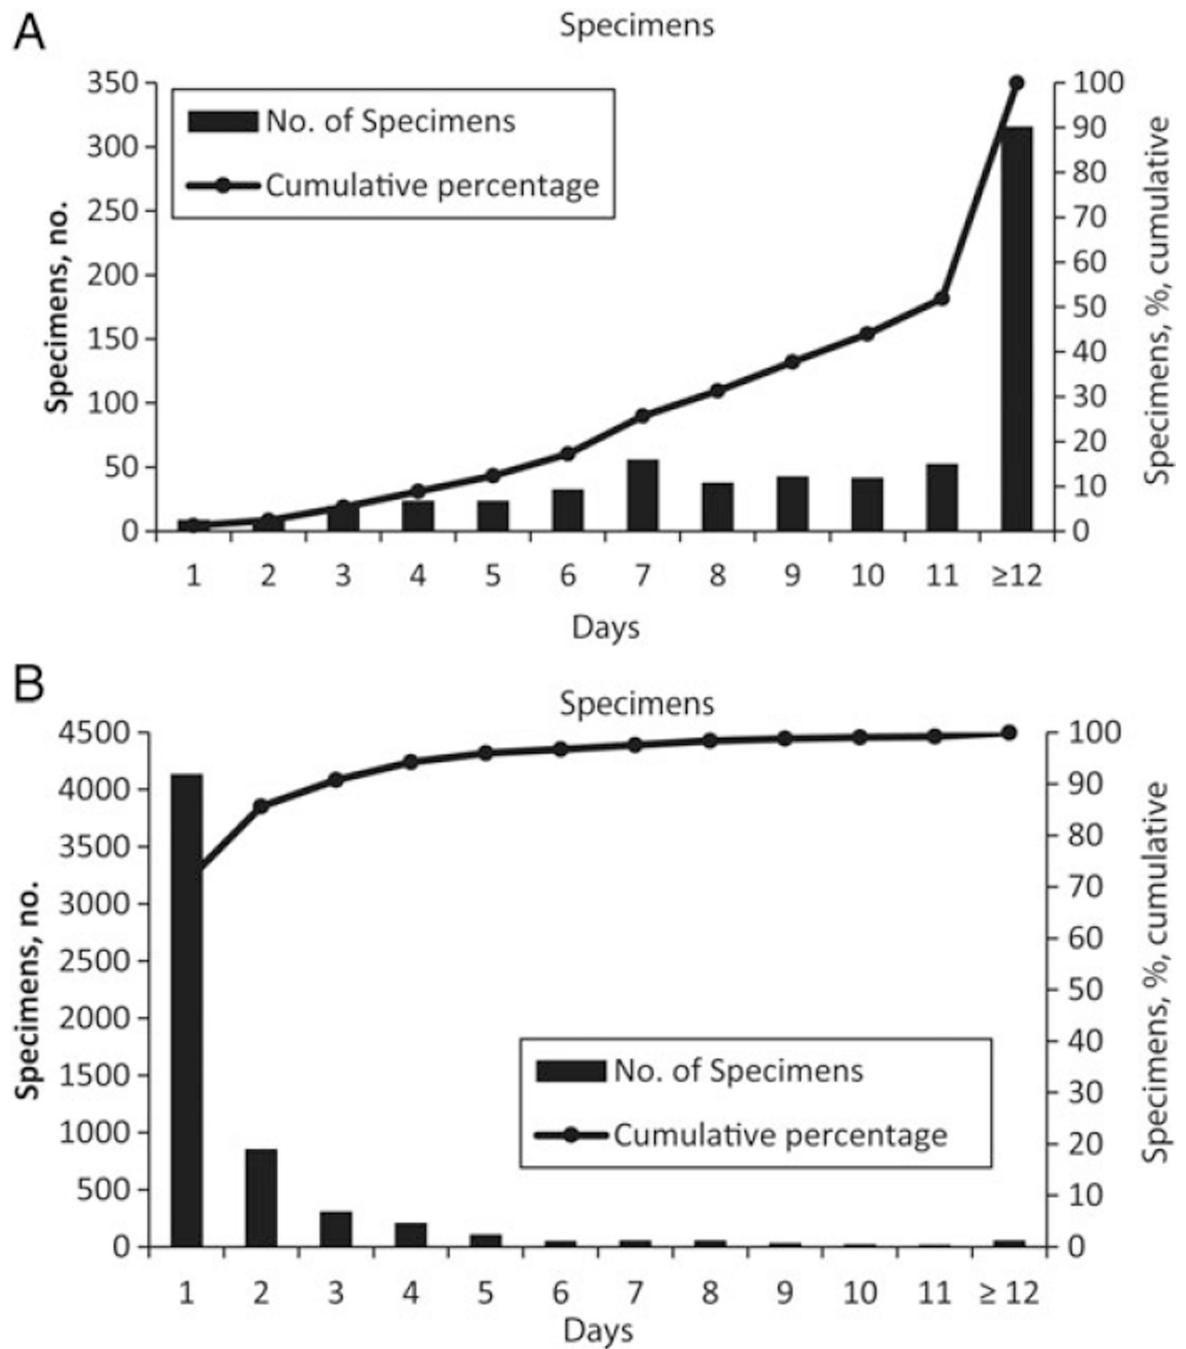 A
Specimens
350
300
250
200
150
100
50
0
Specimens, no.
No. of Specimens
Cumulative percentage
100
90
80
70
60
50
40
30
20
10
0
Specimens, %, cumulative
1 2 3 4 5 6 7 8 9 10 11 ≥12
Days
B
Specimens
4500
4000
3500
3000
2500
2000
1500
1000
500
0
Specimens, no.
No. of Specimens
Cumulative percentage
100
90
80
70
60
50
40
30
20
10
0
Specimens, %, cumulative
1 2 3 4 5 6 7 8 9 10 11 ≥ 12
Days